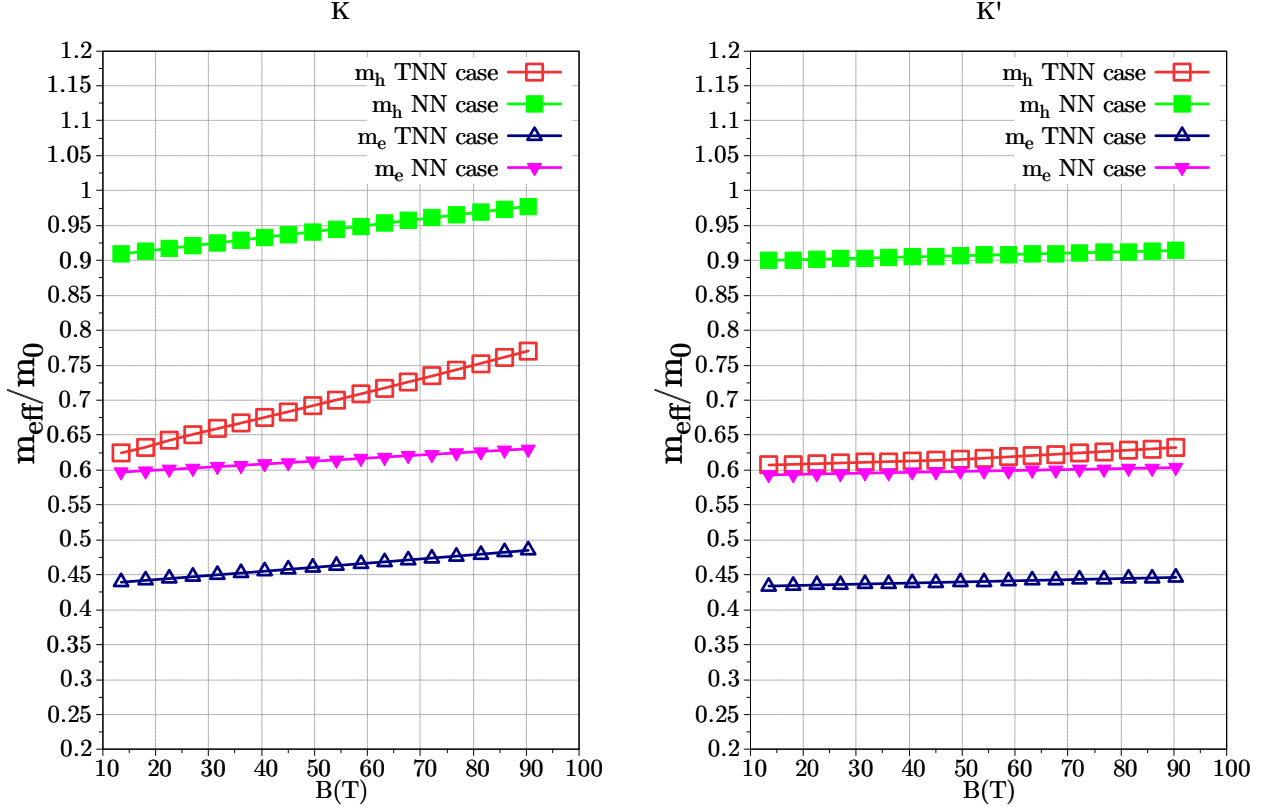 K
m_eff/m_0
1.2
1.15
1.1
1.05
1
0.95
0.9
0.85
0.8
0.75
0.7
0.65
0.6
0.55
0.5
0.45
0.4
0.35
0.3
0.25
0.2
m_h TNN case
m_h NN case
m_e TNN case
m_e NN case
10 20 30 40 50 60 70 80 90 100
B(T)
K'
m_eff/m_0
1.2
1.15
1.1
1.05
1
0.95
0.9
0.85
0.8
0.75
0.7
0.65
0.6
0.55
0.5
0.45
0.4
0.35
0.3
0.25
0.2
m_h TNN case
m_h NN case
m_e TNN case
m_e NN case
10 20 30 40 50 60 70 80 90 100
B(T)